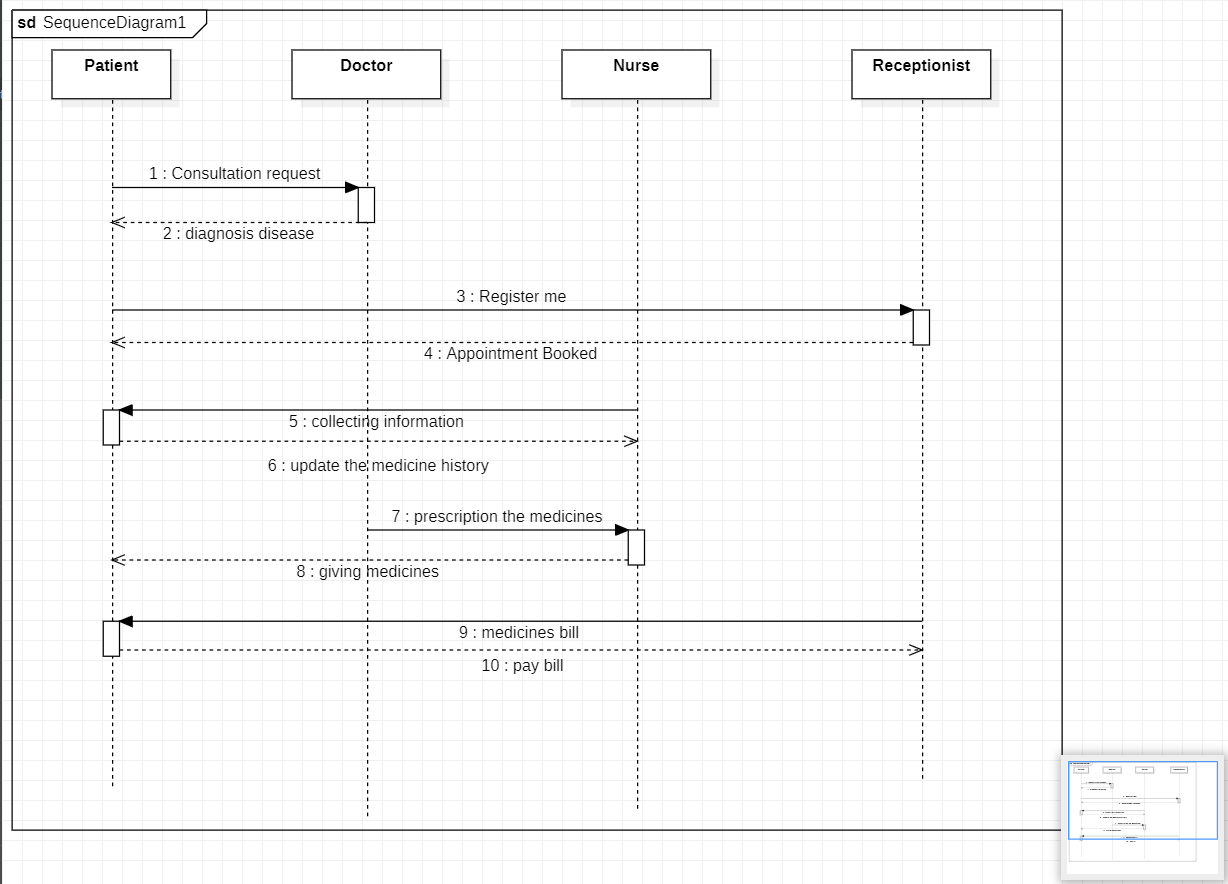 sd SequenceDiagram1
Patient
Doctor
Nurse
Receptionist
1 : Consultation request
2 : diagnosis disease
3 : Register me
4 : Appointment Booked
5 : collecting information
6 : update the medicine history
7 : prescription the medicines
8 : giving medicines
9 : medicines bill
10 : pay bill